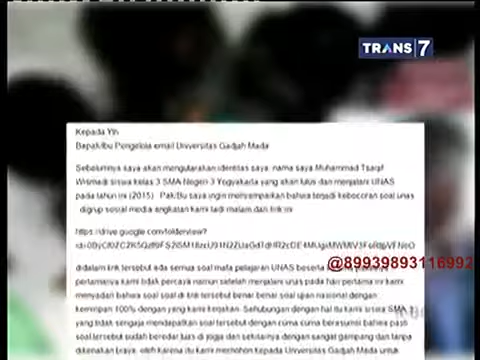 TRANS 7
Kepada Yth
Bapak/Ibu Pengelola email Universitas Gadjah Mada
Sebelumnya saya akan mengutarakan identitas saya nama saya Muhammad Tsaqif
Wismadi siswa kelas 3 SMA Negeri 3 Yogyakarta yang akan lulus dan menjalani UNAS
pada tahun ini (2015) Pak/Bu saya ingin menyampaikan bahwa terjadi kebocoran soal unas
digrup sosial media angkatan kami tadi malam dan link ini
https://drive.google.com/folderview?
@89939893116992
didalam link tersebut ada semua soal mata pelajaran UNAS beserta
pertamanya kami tidak percaya namun setelah menjalani unas pada hari pertama ini kami
menyadari bahwa soal soal di link tersebut benar benar soal ujian nasional dengan
kemiripan 100% dengan yang kami kerjakan. Sehubungan dengan hal itu kami siswa SMA
yang tidak sengaja mendapatkan soal tersebut dengan cuma cuma berasumsi bahwa pasti
soal tersebut sudah beredar luas di jogja dan sekitarnya dengan sangat gampang dan tanpa
dikenakan biaya. oleh karena itu kami memohon kepada Universitas Gadjah Mada untuk